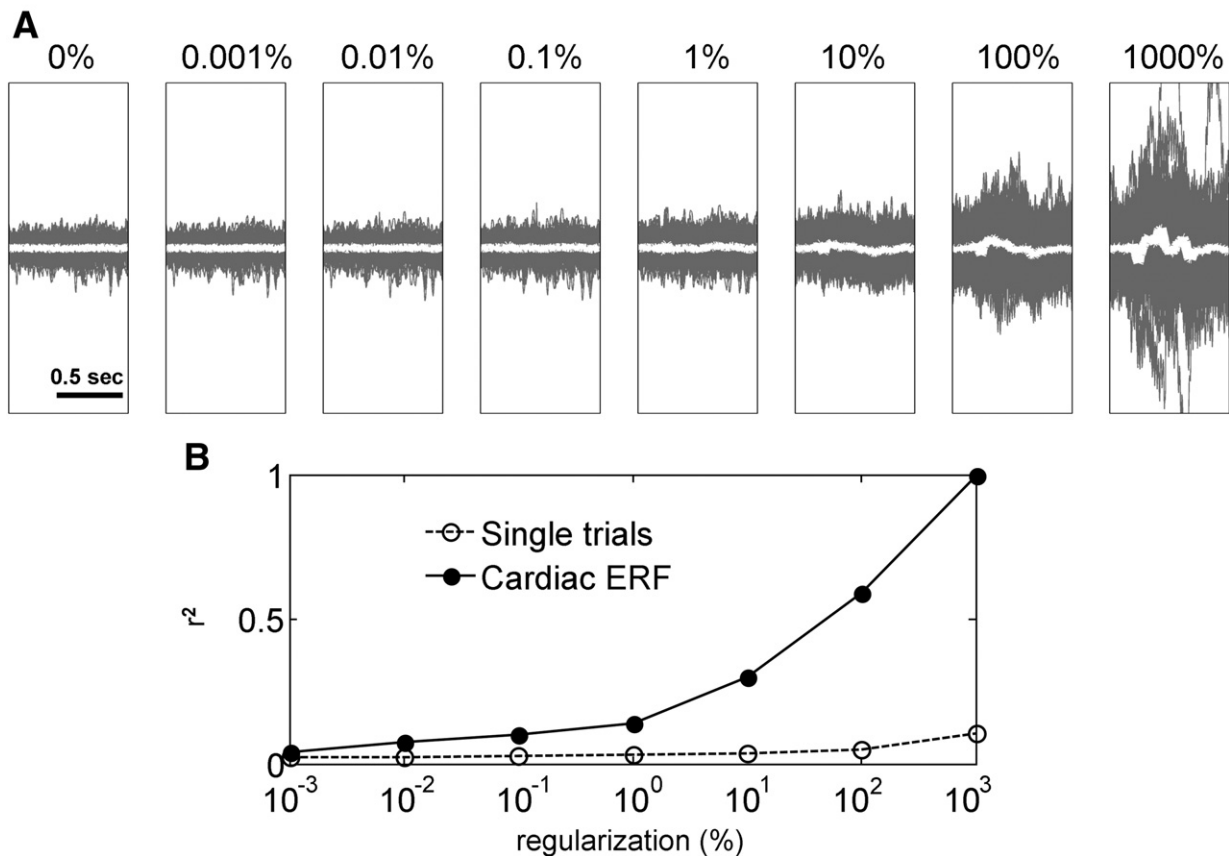 A
0% 0.001% 0.01% 0.1% 1% 10% 100% 1000%
0.5 sec
B
1
Single trials
Cardiac ERF
r²
0.5
0
10⁻³ 10⁻² 10⁻¹ 10⁰ 10¹ 10² 10³
regularization (%)